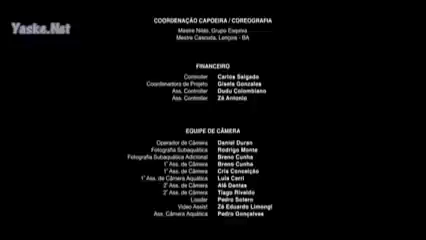 Yaske.Net
COORDENAÇÃO CAPOEIRA / COREOGRAFIA
Mestre Nildo, Grupo Esquiva
Mestre Cascudo, Lençois - BA
FINANCEIRO
Controller Carlos Salgado
Coordenadora de Projeto Gisela Gonzales
Ass. Controller Dudu Colombiano
Ass. Controller Zé Antonio
EQUIPE DE CÂMERA
Operador de Câmera Daniel Duran
Fotografia Subaquática Rodrigo Monte
Fotografia Subaquática Adicional Breno Cunha
1º Ass. de Câmera Breno Cunha
1ª Ass. de Câmera Cris Conceição
1º Ass. de Câmera Aquática Luis Carril
2º Ass. de Câmera Alê Dantas
2º Ass. de Câmera Tiago Rivaldo
Loader Pedro Sotero
Video Assist Zé Eduardo Limongi
Ass. Câmera Aquática Pedro Gonçalves